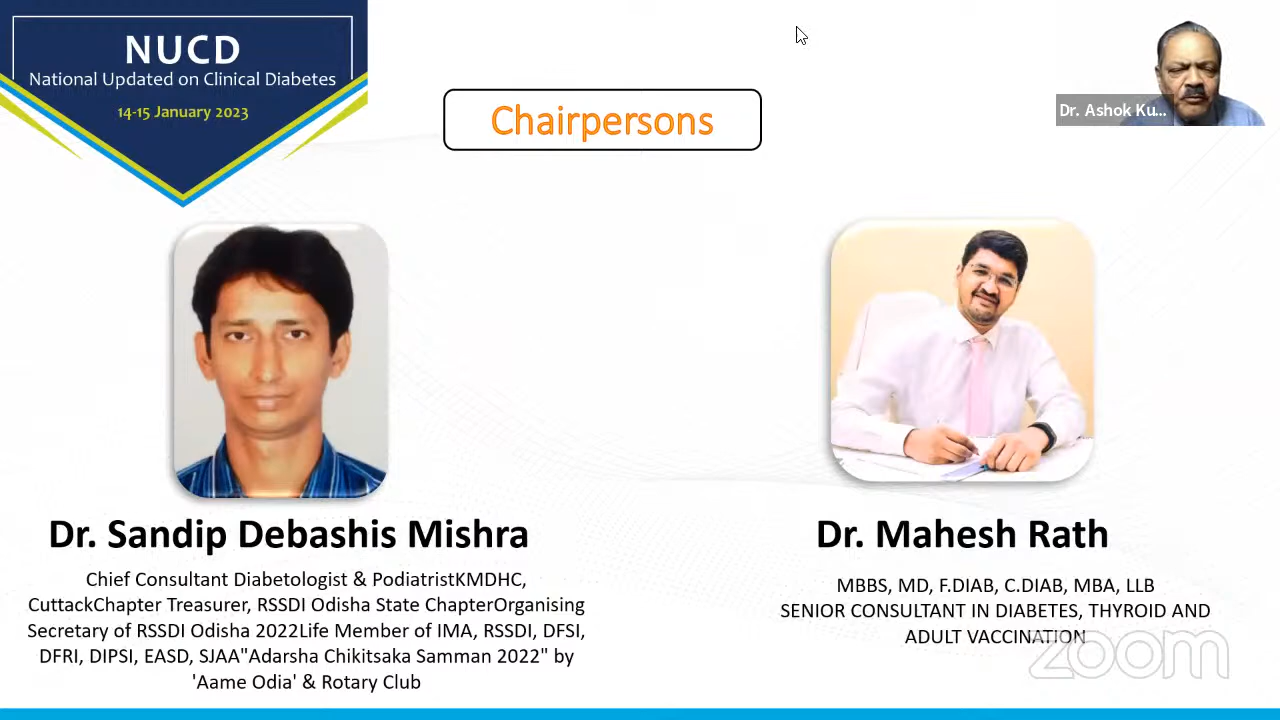 NUCD
National Updated on Clinical Diabetes
14-15 January 2023
Chairpersons
Dr. Ashok Ku...
Dr. Sandip Debashis Mishra
Chief Consultant Diabetologist & PodiatristKMDHC,
CuttackChapter Treasurer, RSSDI Odisha State ChapterOrganising
Secretary of RSSDI Odisha 2022Life Member of IMA, RSSDI, DFSI,
DFRI, DIPSI, EASD, SJAA"Adarsha Chikitsaka Samman 2022" by
'Aame Odia' & Rotary Club
Dr. Mahesh Rath
MBBS, MD, F.DIAB, C.DIAB, MBA, LLB
SENIOR CONSULTANT IN DIABETES, THYROID AND
ADULT VACCINATION
zoom